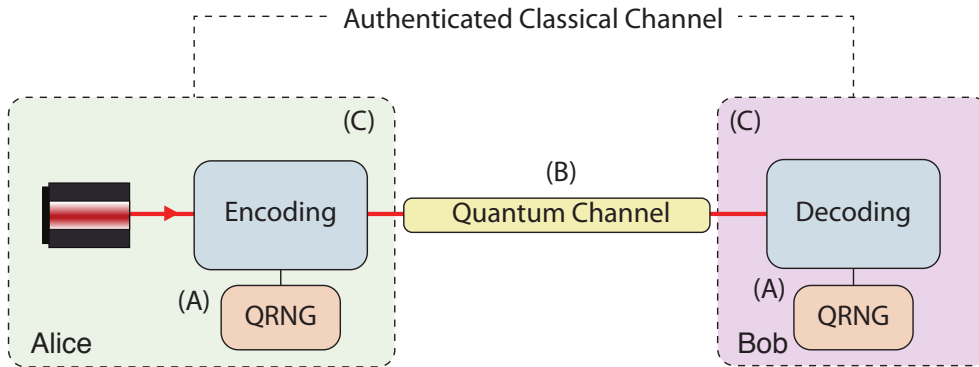 Authenticated Classical Channel
(C)
(C)
(B)
Encoding
Quantum Channel
Decoding
(A)
(A)
QRNG
QRNG
Alice
Bob